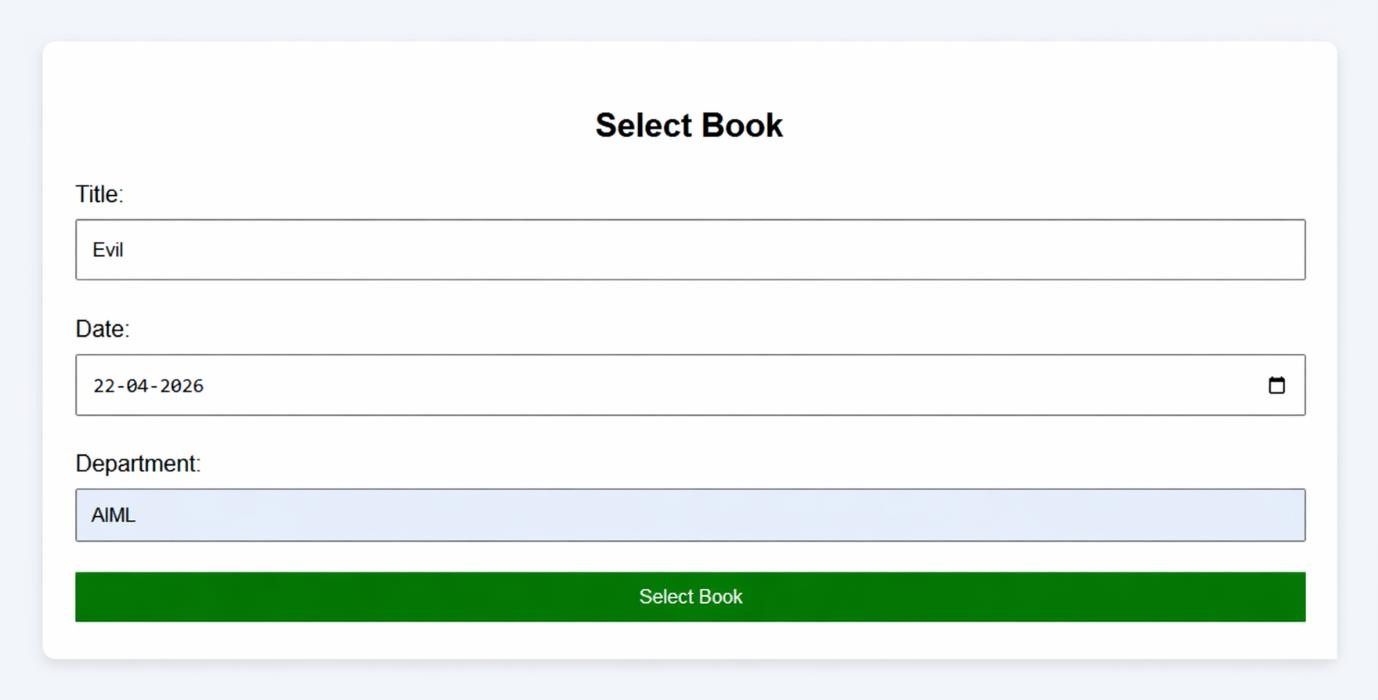 Select Book
Title:
Evil
Date:
22-04-2026
Department:
AIML
Select Book